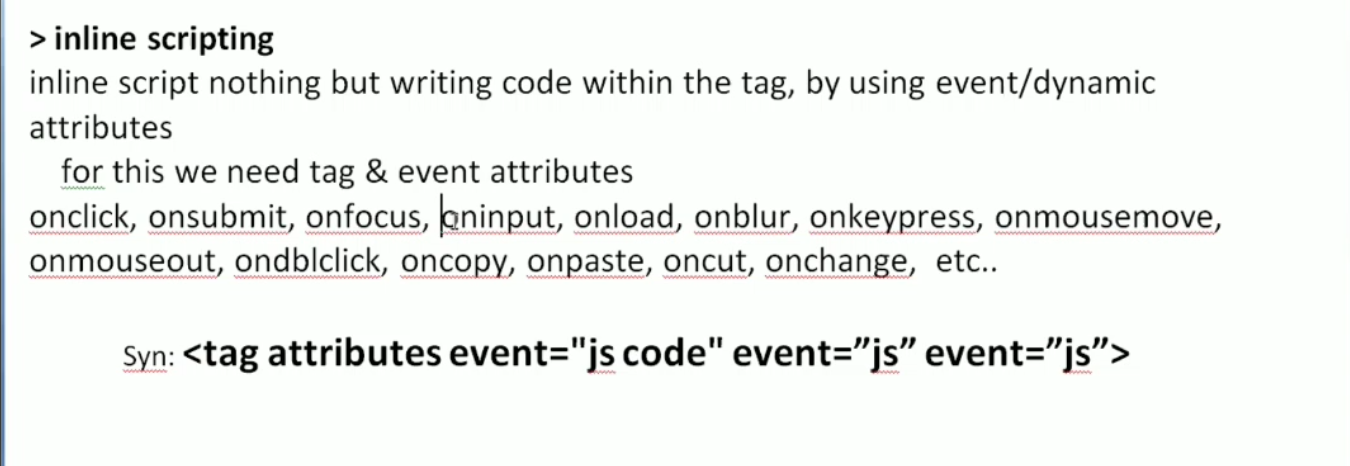 > inline scripting
inline script nothing but writing code within the tag, by using event/dynamic
attributes
for this we need tag & event attributes
onclick, onsubmit, onfocus, oninput, onload, onblur, onkeypress, onmousemove,
onmouseout, ondblclick, oncopy, onpaste, oncut, onchange, etc..
Syn: <tag attributes event="js code" event=”js” event=”js”>